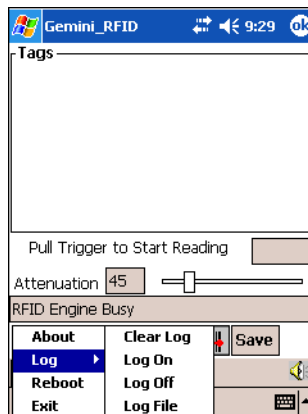 Gemini_RFID 9:29 ok
Tags
Pull Trigger to Start Reading
Attenuation 45
RFID Engine Busy
About Clear Log Save
Log Log On
Reboot Log Off
Exit Log File